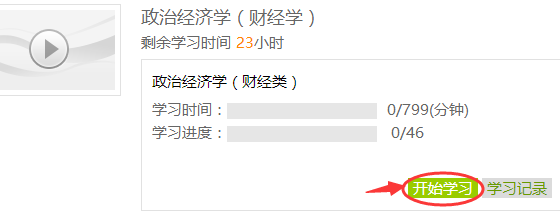 政治经济学（财经学）
剩余学习时间 23小时
政治经济学（财经类）
学习时间： 0/799(分钟)
学习进度： 0/46
开始学习 学习记录